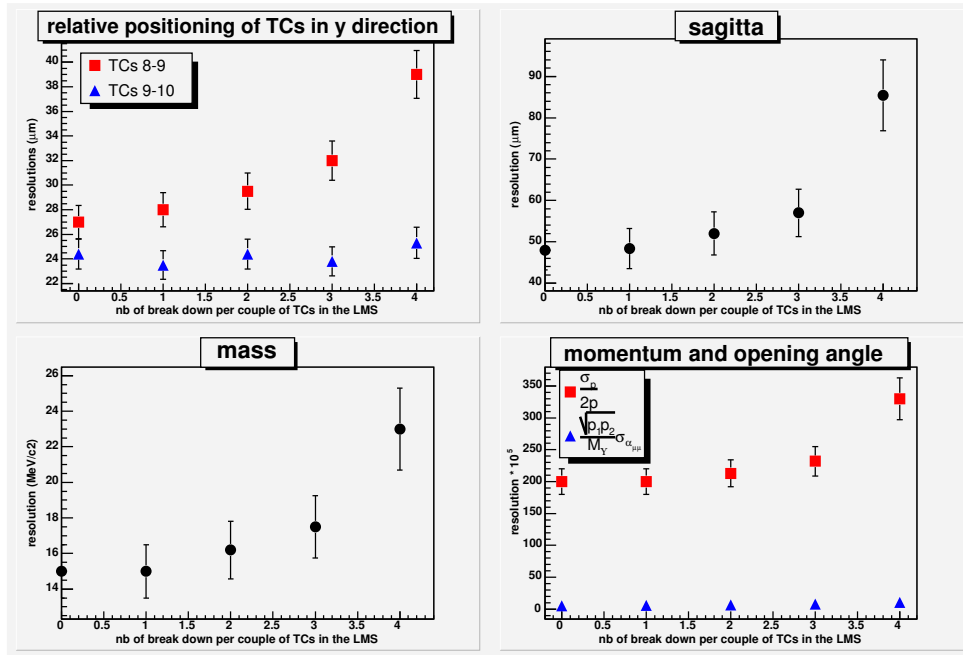 relative positioning of TCs in y direction
resolutions (μm)
40
38
36
34
32
30
28
26
24
22
TCs 8-9
TCs 9-10
0 0.5 1 1.5 2 2.5 3 3.5 4
nb of break down per couple of TCs in the LMS
sagitta
resolution (μm)
90
80
70
60
50
40
0 0.5 1 1.5 2 2.5 3 3.5 4
nb of break down per couple of TCs in the LMS
mass
resolution (MeV/c2)
26
24
22
20
18
16
14
0 0.5 1 1.5 2 2.5 3 3.5 4
nb of break down per couple of TCs in the LMS
momentum and opening angle
resolution * 10⁵
350
300
250
200
150
100
50
0
σp
2p
√p₁p₂
MΥ σαμμ
0 0.5 1 1.5 2 2.5 3 3.5 4
nb of break down per couple of TCs in the LMS